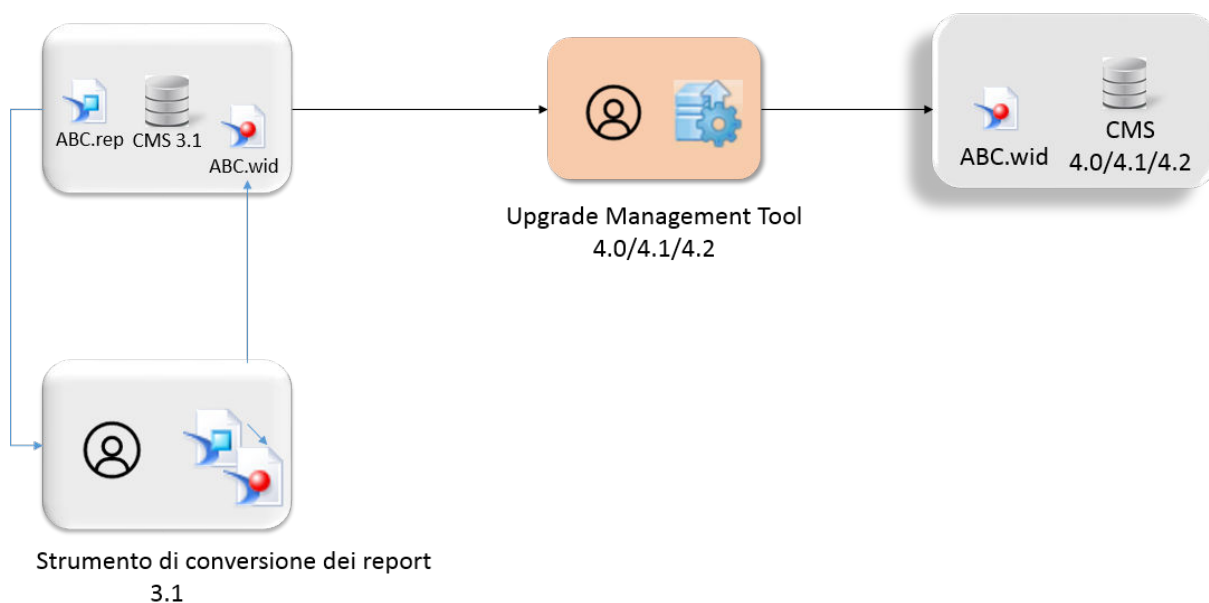 ABC.rep
CMS 3.1
ABC.wid
Upgrade Management Tool
4.0/4.1/4.2
ABC.wid
CMS
4.0/4.1/4.2
Strumento di conversione dei report
3.1